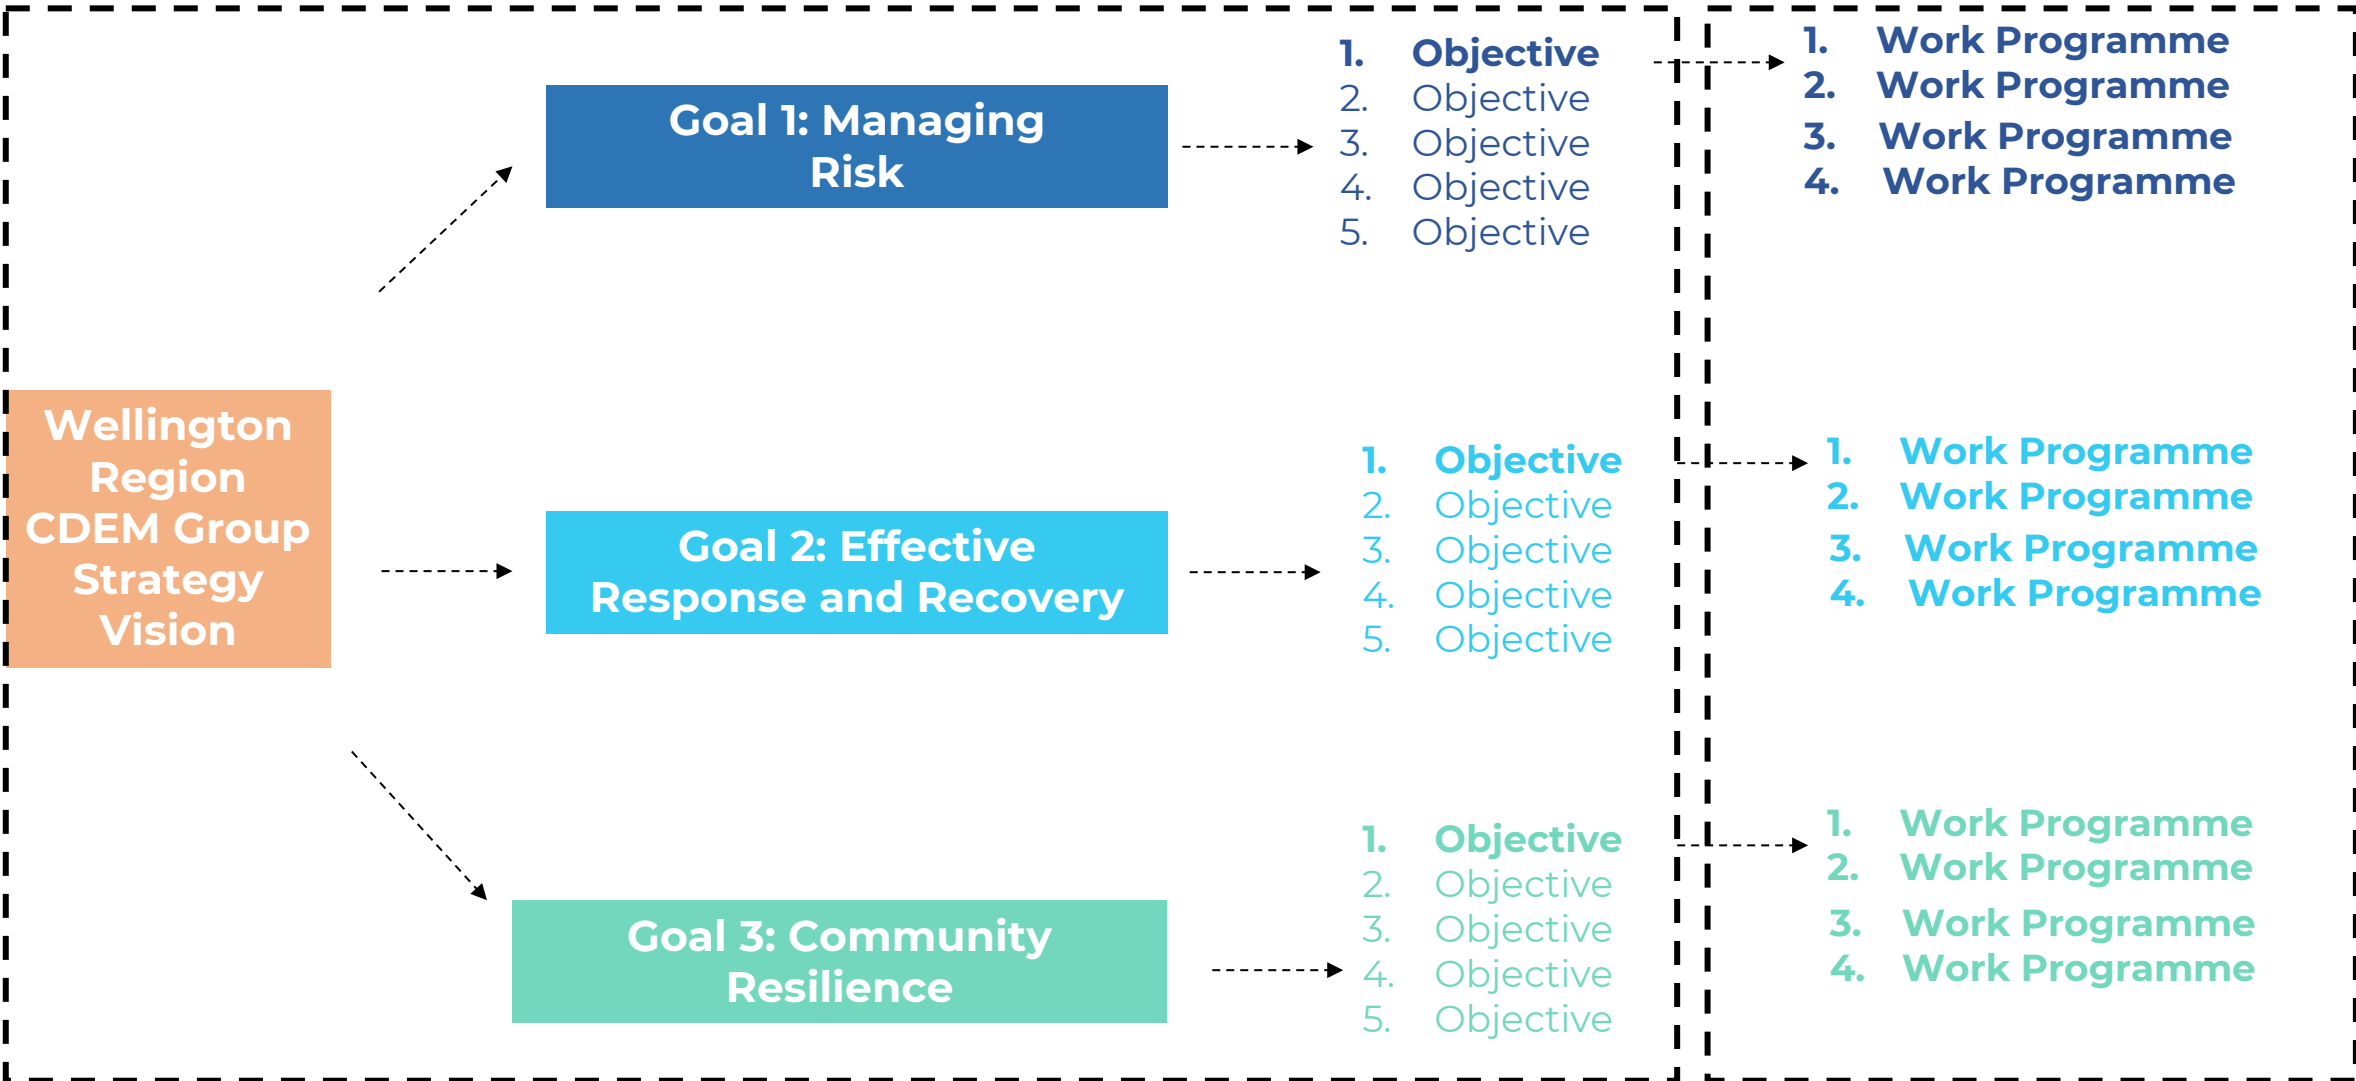 Wellington
Region
CDEM Group
Strategy
Vision
Goal 1: Managing
Risk
1. Objective
2. Objective
3. Objective
4. Objective
5. Objective
1. Work Programme
2. Work Programme
3. Work Programme
4. Work Programme
Goal 2: Effective
Response and Recovery
1. Objective
2. Objective
3. Objective
4. Objective
5. Objective
1. Work Programme
2. Work Programme
3. Work Programme
4. Work Programme
Goal 3: Community
Resilience
1. Objective
2. Objective
3. Objective
4. Objective
5. Objective
1. Work Programme
2. Work Programme
3. Work Programme
4. Work Programme